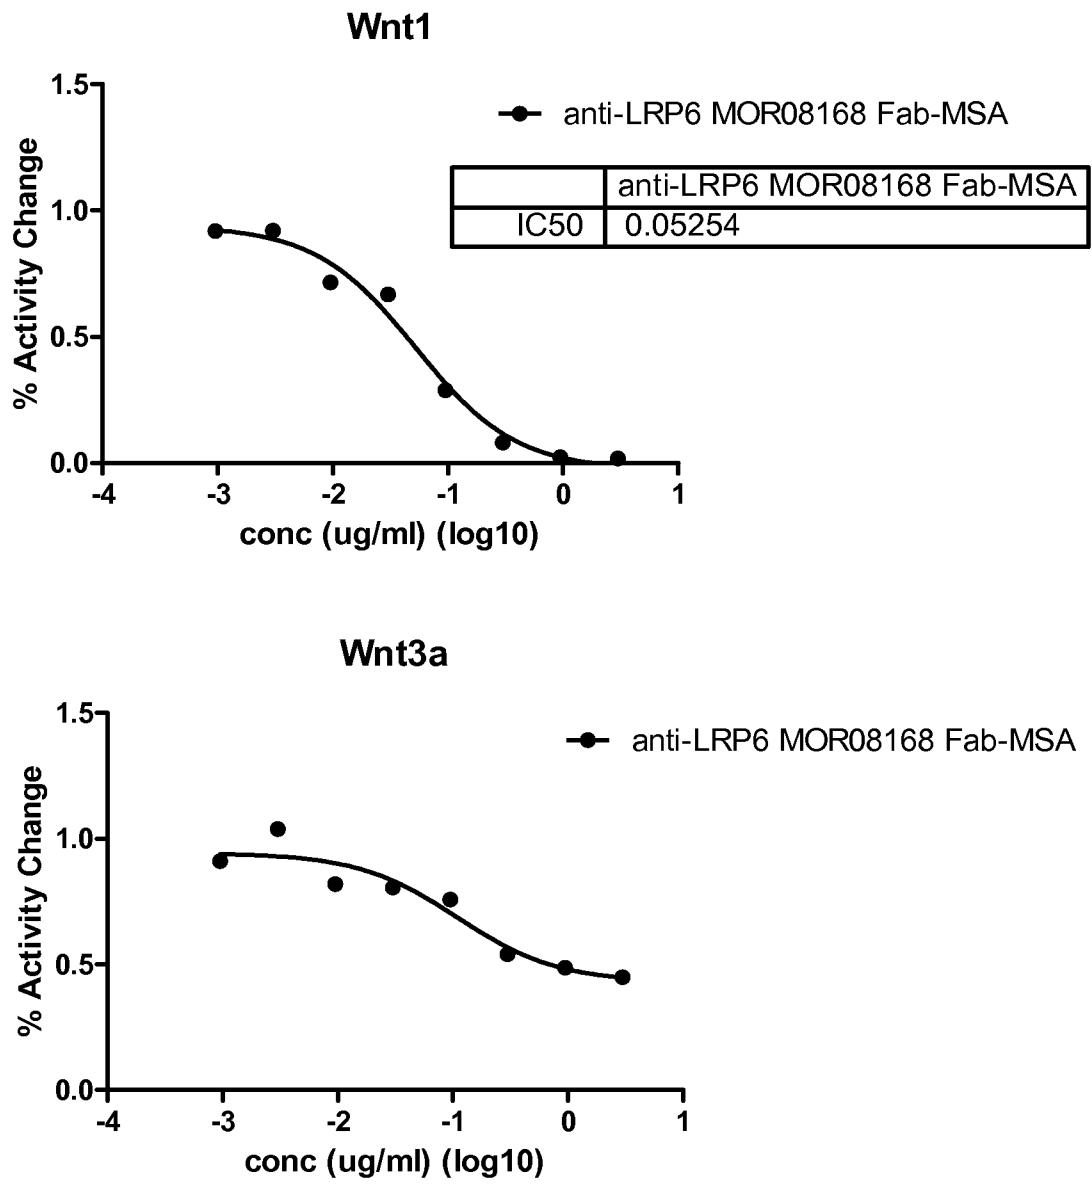 Wnt1
1.5
1.0
0.5
0.0
% Activity Change
anti-LRP6 MOR08168 Fab-MSA
anti-LRP6 MOR08168 Fab-MSA
IC50 0.05254
-4 -3 -2 -1 0 1
conc (ug/ml) (log10)
Wnt3a
1.5
1.0
0.5
0.0
% Activity Change
anti-LRP6 MOR08168 Fab-MSA
-4 -3 -2 -1 0 1
conc (ug/ml) (log10)